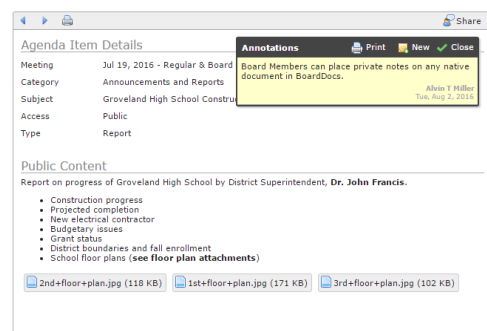 Share
Agenda Item Details
Annotations Print New Close
Meeting Jul 19, 2016 - Regular & Board
Board Members can place private notes on any native
document in BoardDocs.
Category Announcements and Reports
Alvin T Miller
Tue, Aug 2, 2016
Subject Groveland High School Constru
Access Public
Type Report
Public Content
Report on progress of Groveland High School by District Superintendent, Dr. John Francis.
• Construction progress
• Projected completion
• New electrical contractor
• Budgetary issues
• Grant status
• District boundaries and fall enrollment
• School floor plans (see floor plan attachments)
2nd+floor+plan.jpg (118 KB) 1st+floor+plan.jpg (171 KB) 3rd+floor+plan.jpg (102 KB)